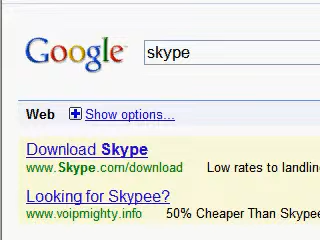 Google skype
Web Show options...
Download Skype
www.Skype.com/download Low rates to landlin
Looking for Skypee?
www.voipmighty.info 50% Cheaper Than Skypee